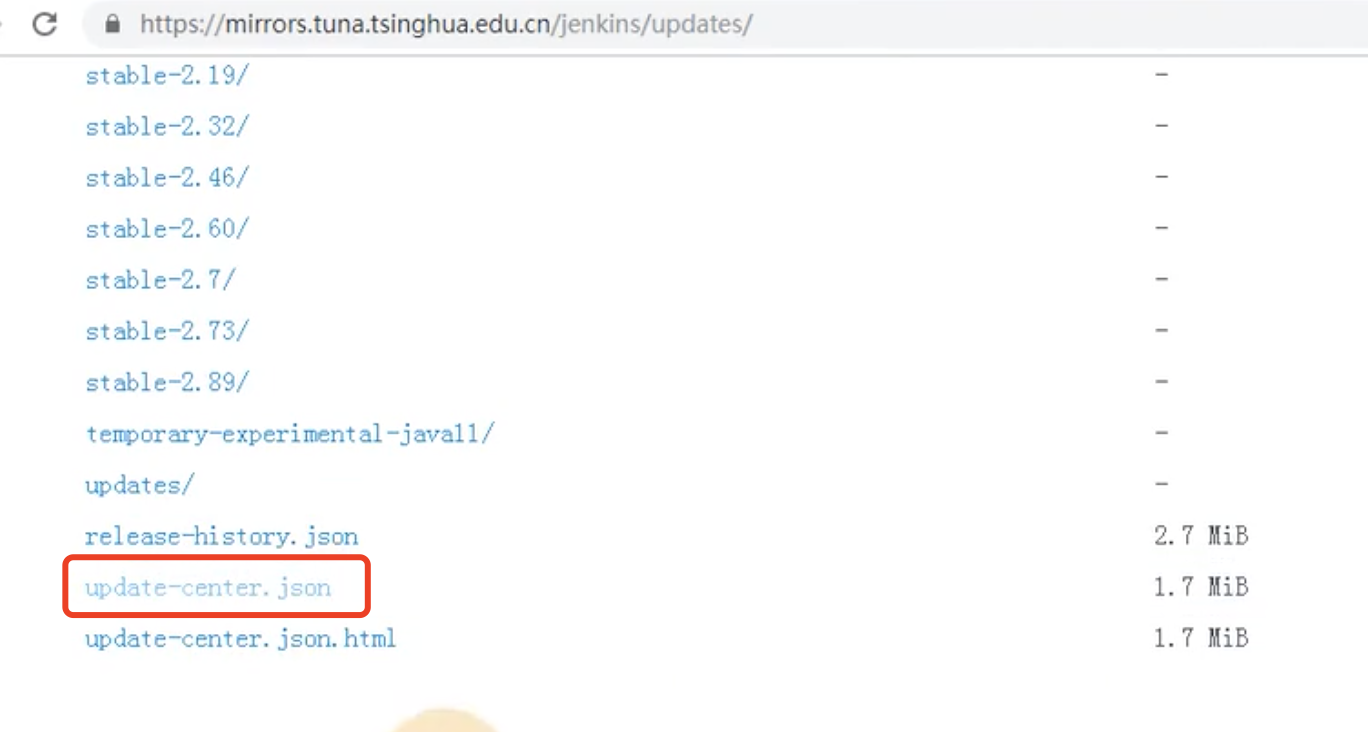 https://mirrors.tuna.tsinghua.edu.cn/jenkins/updates/
stable-2.19/ -
stable-2.32/ -
stable-2.46/ -
stable-2.60/ -
stable-2.7/ -
stable-2.73/ -
stable-2.89/ -
temporary-experimental-java11/ -
updates/ -
release-history.json 2.7 MiB
update-center.json 1.7 MiB
update-center.json.html 1.7 MiB